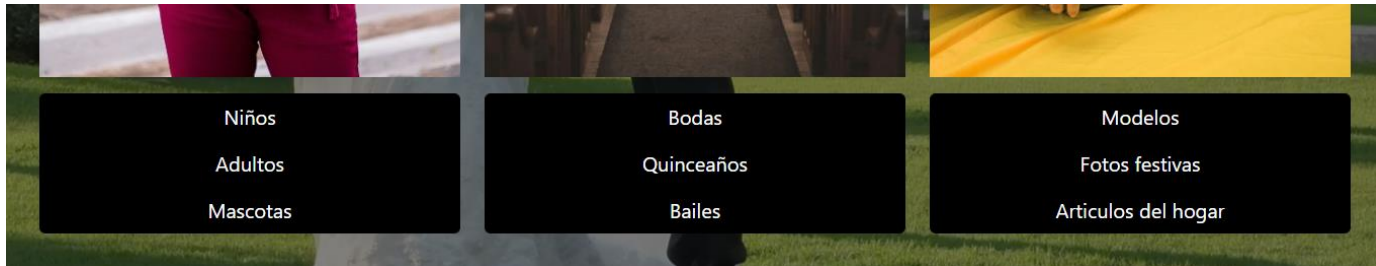 Niños
Adultos
Mascotas
Bodas
Quinceaños
Bailes
Modelos
Fotos festivas
Articulos del hogar